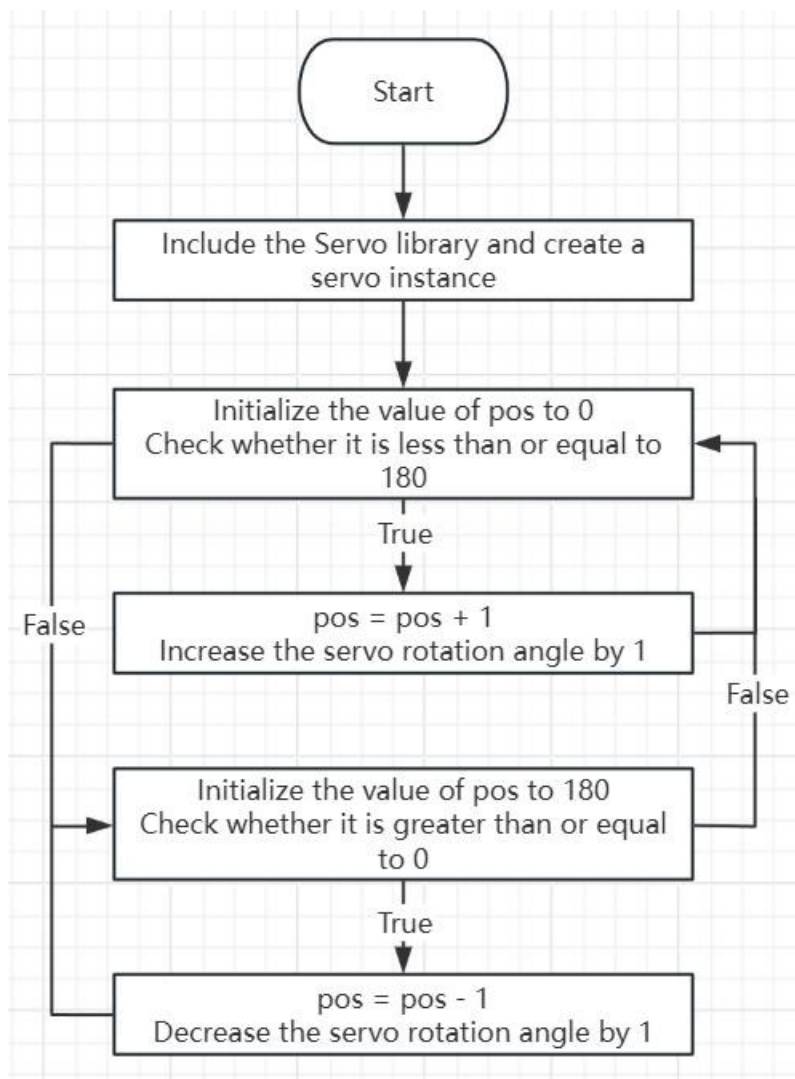 Start
Include the Servo library and create a
servo instance
Initialize the value of pos to 0
Check whether it is less than or equal to
180
True
pos = pos + 1
Increase the servo rotation angle by 1
False
False
Initialize the value of pos to 180
Check whether it is greater than or equal
to 0
True
pos = pos - 1
Decrease the servo rotation angle by 1